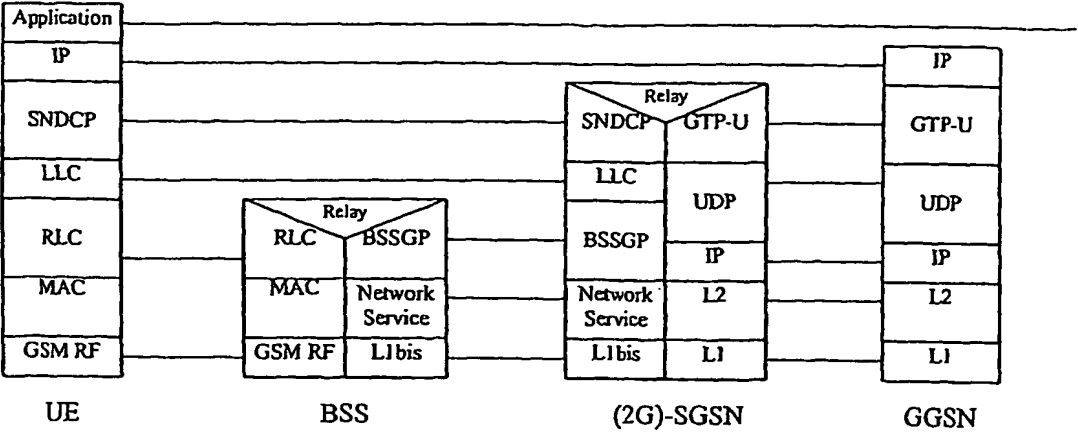 Application
IP
SNDCP
LLC
RLC
MAC
GSM RF
UE
Relay
RLC
BSSGP
MAC
Network
Service
GSM RF
L1bis
BSS
Relay
SNDCP
GTP-U
LLC
UDP
BSSGP
IP
Network
Service
L2
L1bis
L1
(2G)-SGSN
IP
GTP-U
UDP
IP
L2
L1
GGSN